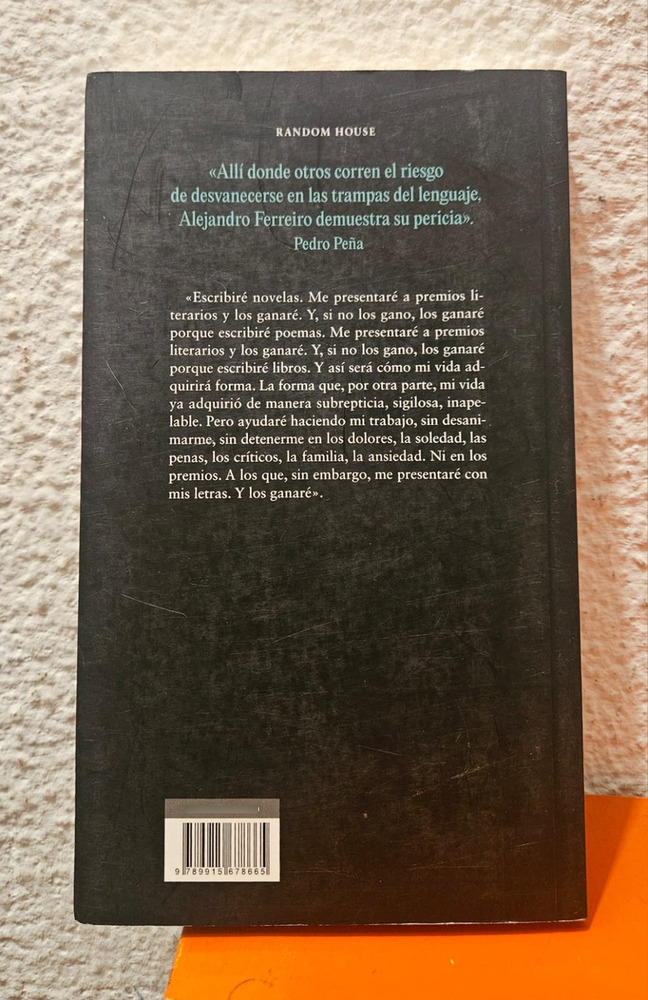 RANDOM HOUSE
«Allí donde otros corren el riesgo
de desvanecerse en las trampas del lenguaje,
Alejandro Ferreiro demuestra su pericia».
Pedro Peña
«Escribiré novelas. Me presentaré a premios li-
terarios y los ganaré. Y, si no los gano, los ganaré
porque escribiré poemas. Me presentaré a premios
literarios y los ganaré. Y, si no los gano, los ganaré
porque escribiré libros. Y así será cómo mi vida ad-
quirirá forma. La forma que, por otra parte, mi vida
ya adquirió de manera subrepticia, sigilosa, inape-
lable. Pero ayudaré haciendo mi trabajo, sin desani-
marme, sin detenerme en los dolores, la soledad, las
penas, los críticos, la familia, la ansiedad. Ni en los
premios. A los que, sin embargo, me presentaré con
mis letras. Y los ganaré».
9 789915 678665